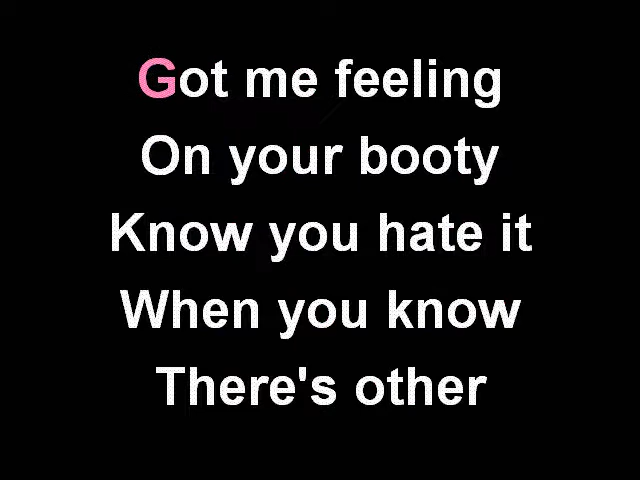 Got me feeling
On your booty
Know you hate it
When you know
There's other